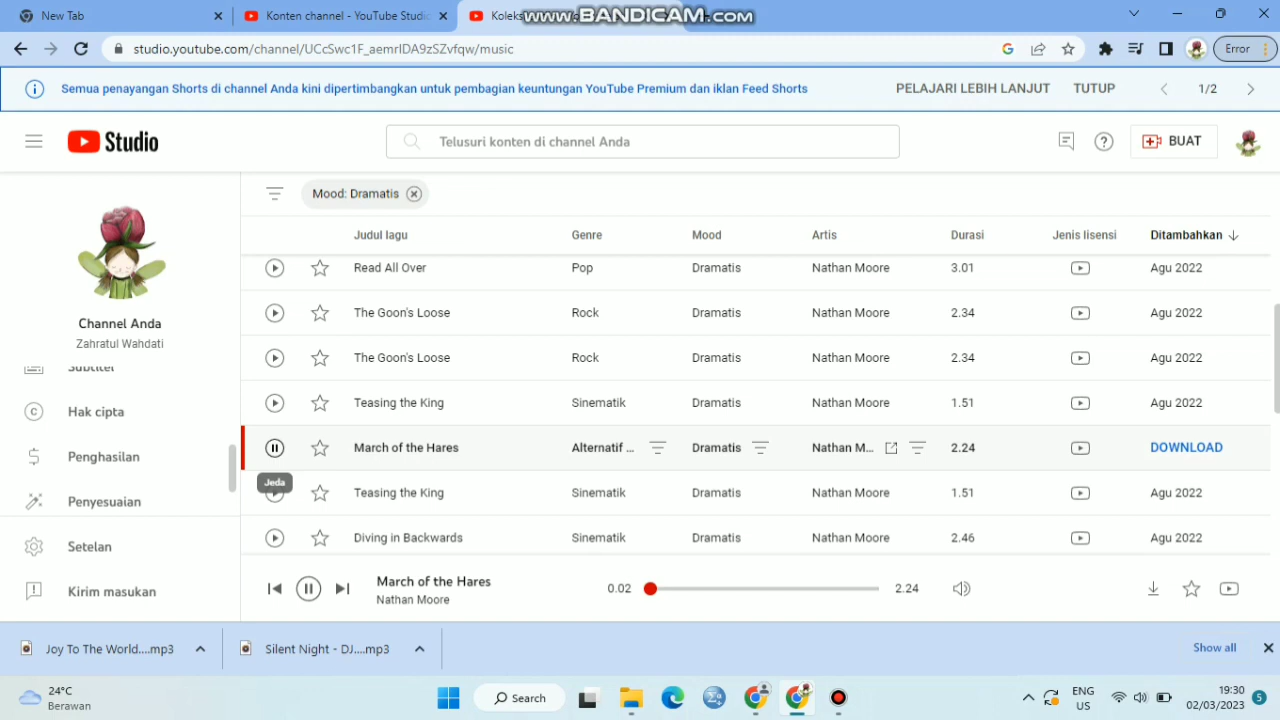 New Tab
Konten channel - YouTube Studio
Koleks
www.BANDICAM.com
studio.youtube.com/channel/UCcSwc1F_aemrIDA9zSZvfqw/music
Error
Semua penayangan Shorts di channel Anda kini dipertimbangkan untuk pembagian keuntungan YouTube Premium dan iklan Feed Shorts
PELAJARI LEBIH LANJUT TUTUP 1/2
Studio
Telusuri konten di channel Anda
BUAT
Mood: Dramatis
Judul lagu Genre Mood Artis Durasi Jenis lisensi Ditambahkan
Read All Over Pop Dramatis Nathan Moore 3.01 Agu 2022
The Goon's Loose Rock Dramatis Nathan Moore 2.34 Agu 2022
The Goon's Loose Rock Dramatis Nathan Moore 2.34 Agu 2022
Teasing the King Sinematik Dramatis Nathan Moore 1.51 Agu 2022
March of the Hares Alternatif ... Dramatis Nathan M... 2.24 DOWNLOAD
Jeda
Teasing the King Sinematik Dramatis Nathan Moore 1.51 Agu 2022
Diving in Backwards Sinematik Dramatis Nathan Moore 2.46 Agu 2022
Channel Anda
Zahratul Wahdati
Subtitel
Hak cipta
Penghasilan
Penyesuaian
Setelan
Kirim masukan
March of the Hares
Nathan Moore
0.02 2.24
Joy To The World....mp3
Silent Night - DJ....mp3
Show all
24°C
Berawan
Search
ENG
US
19:30
02/03/2023
5